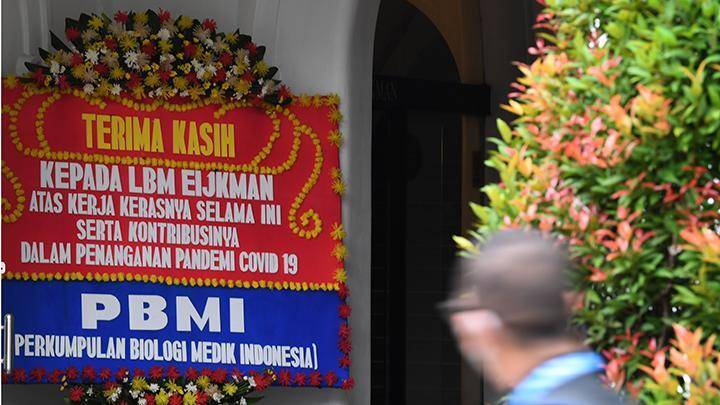 TERIMA KASIH
KEPADA LBM EIJKMAN
ATAS KERJA KERASNYA SELAMA INI
SERTA KONTRIBUSINYA
DALAM PENANGANAN PANDEMI COVID 19
PBMI
PERKUMPULAN BIOLOGI MEDIK INDONESIA)